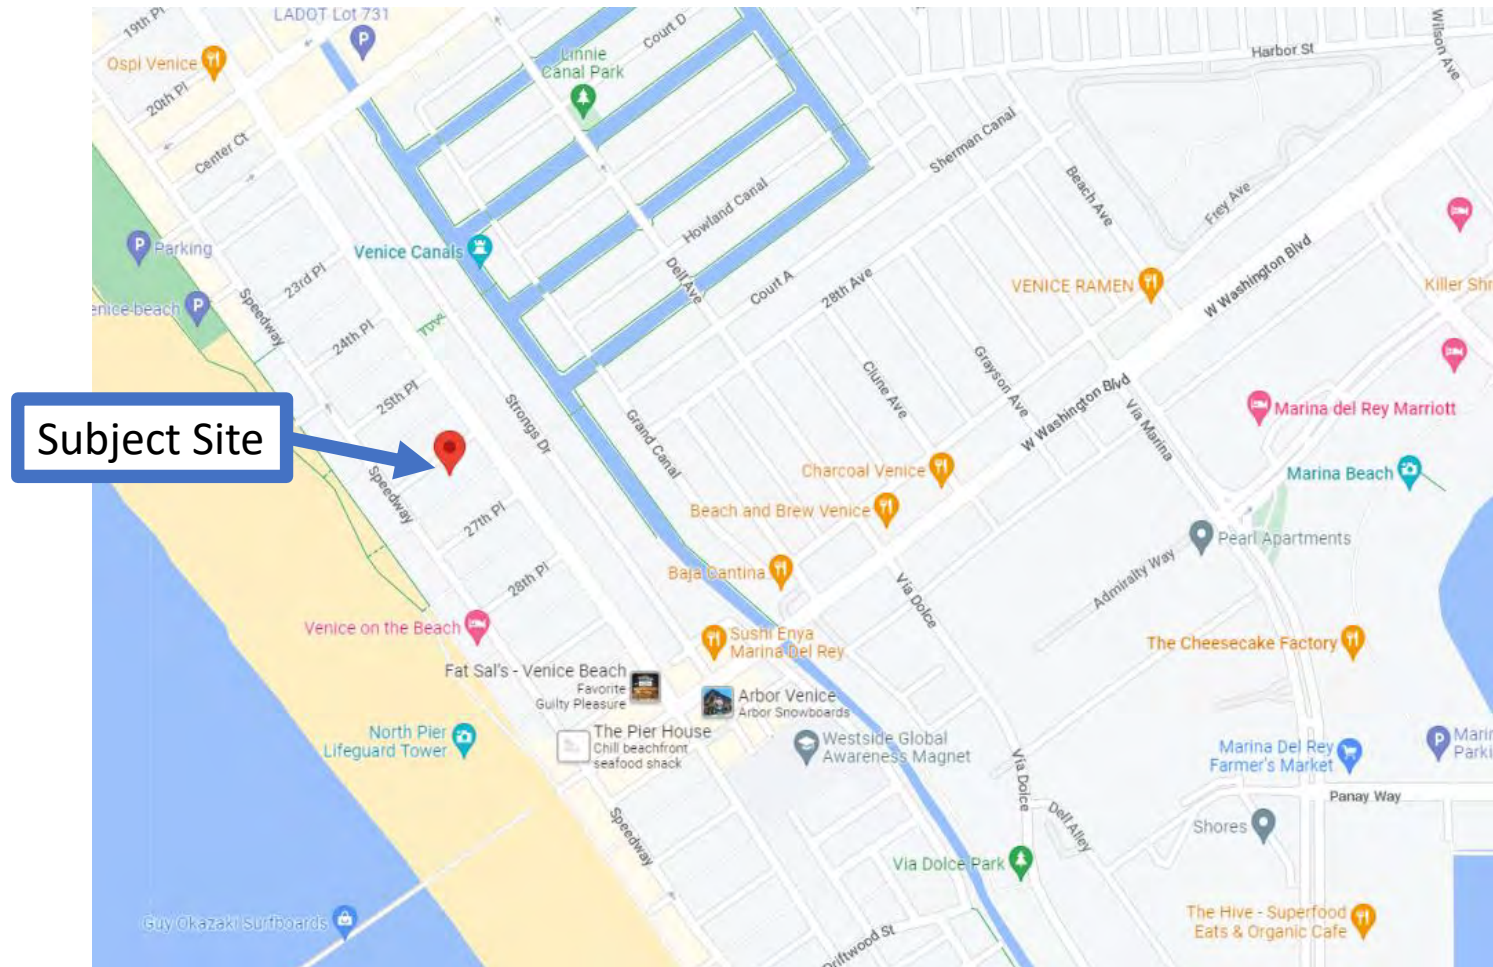 LADOT Lot 731
19th Pl
Ospi Venice
20th Pl
Center Ct
Linnie
Canal Park
Court D
Harbor St
Wilson Ave
Sherman Canal
Beach Ave
Frey Ave
Howland Canal
Dell Ave
Court A
28th Ave
Parking
Venice Canals
23rd Pl
Speedway
enice beach
24th Pl
25th Pl
VENICE RAMEN
W Washington Blvd
Killer Shr
Subject Site
Strongs Dr
Grand Canal
Clune Ave
Grayson Ave
W Washington Blvd
Via Marina
Marina del Rey Marriott
Charcoal Venice
Marina Beach
Speedway
27th Pl
Beach and Brew Venice
Pearl Apartments
28th Pl
Baja Cantina
Via Dolce
Admiralty Way
Venice on the Beach
Sushi Enya
Marina Del Rey
The Cheesecake Factory
Fat Sal's - Venice Beach
Favorite
Guilty Pleasure
Arbor Venice
Arbor Snowboards
North Pier
Lifeguard Tower
The Pier House
Chill beachfront
seafood shack
Westside Global
Awareness Magnet
Via Dolce
Marina Del Rey
Farmer's Market
Marin
Parki
Panay Way
Dell Alley
Shores
Speedway
Via Dolce Park
Guy Okazaki Surfboards
Driftwood St
The Hive - Superfood
Eats & Organic Cafe